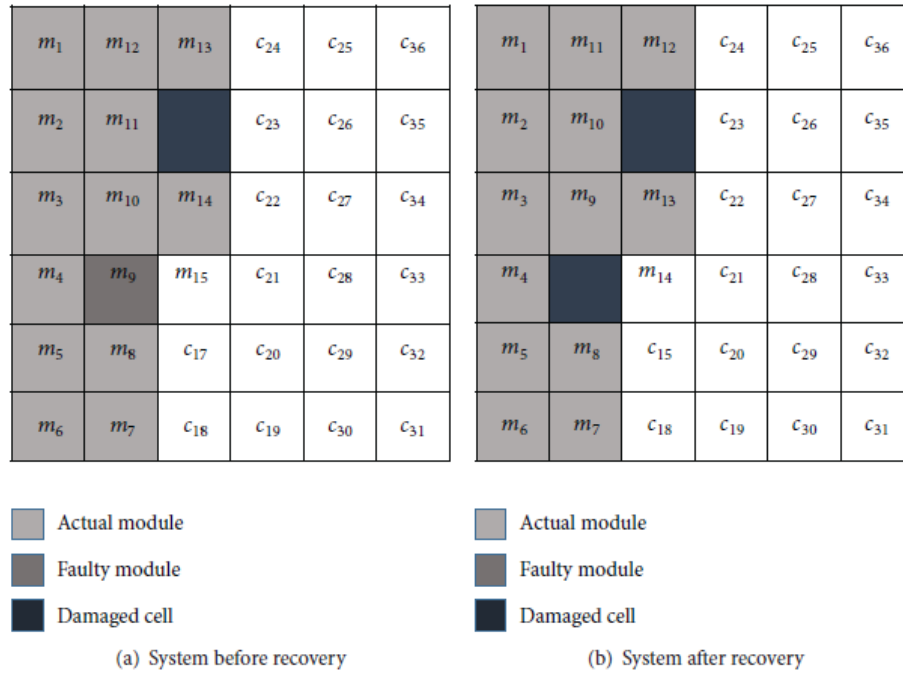 m₁ m₁₂ m₁₃ c₂₄ c₂₅ c₃₆
m₂ m₁₁ c₂₃ c₂₆ c₃₅
m₃ m₁₀ m₁₄ c₂₂ c₂₇ c₃₄
m₄ m₉ m₁₅ c₂₁ c₂₈ c₃₃
m₅ m₈ c₁₇ c₂₀ c₂₉ c₃₂
m₆ m₇ c₁₈ c₁₉ c₃₀ c₃₁
Actual module
Faulty module
Damaged cell
(a) System before recovery
m₁ m₁₁ m₁₂ c₂₄ c₂₅ c₃₆
m₂ m₁₀ c₂₃ c₂₆ c₃₅
m₃ m₉ m₁₃ c₂₂ c₂₇ c₃₄
m₄ m₁₄ c₂₁ c₂₈ c₃₃
m₅ m₈ c₁₅ c₂₀ c₂₉ c₃₂
m₆ m₇ c₁₈ c₁₉ c₃₀ c₃₁
Actual module
Faulty module
Damaged cell
(b) System after recovery